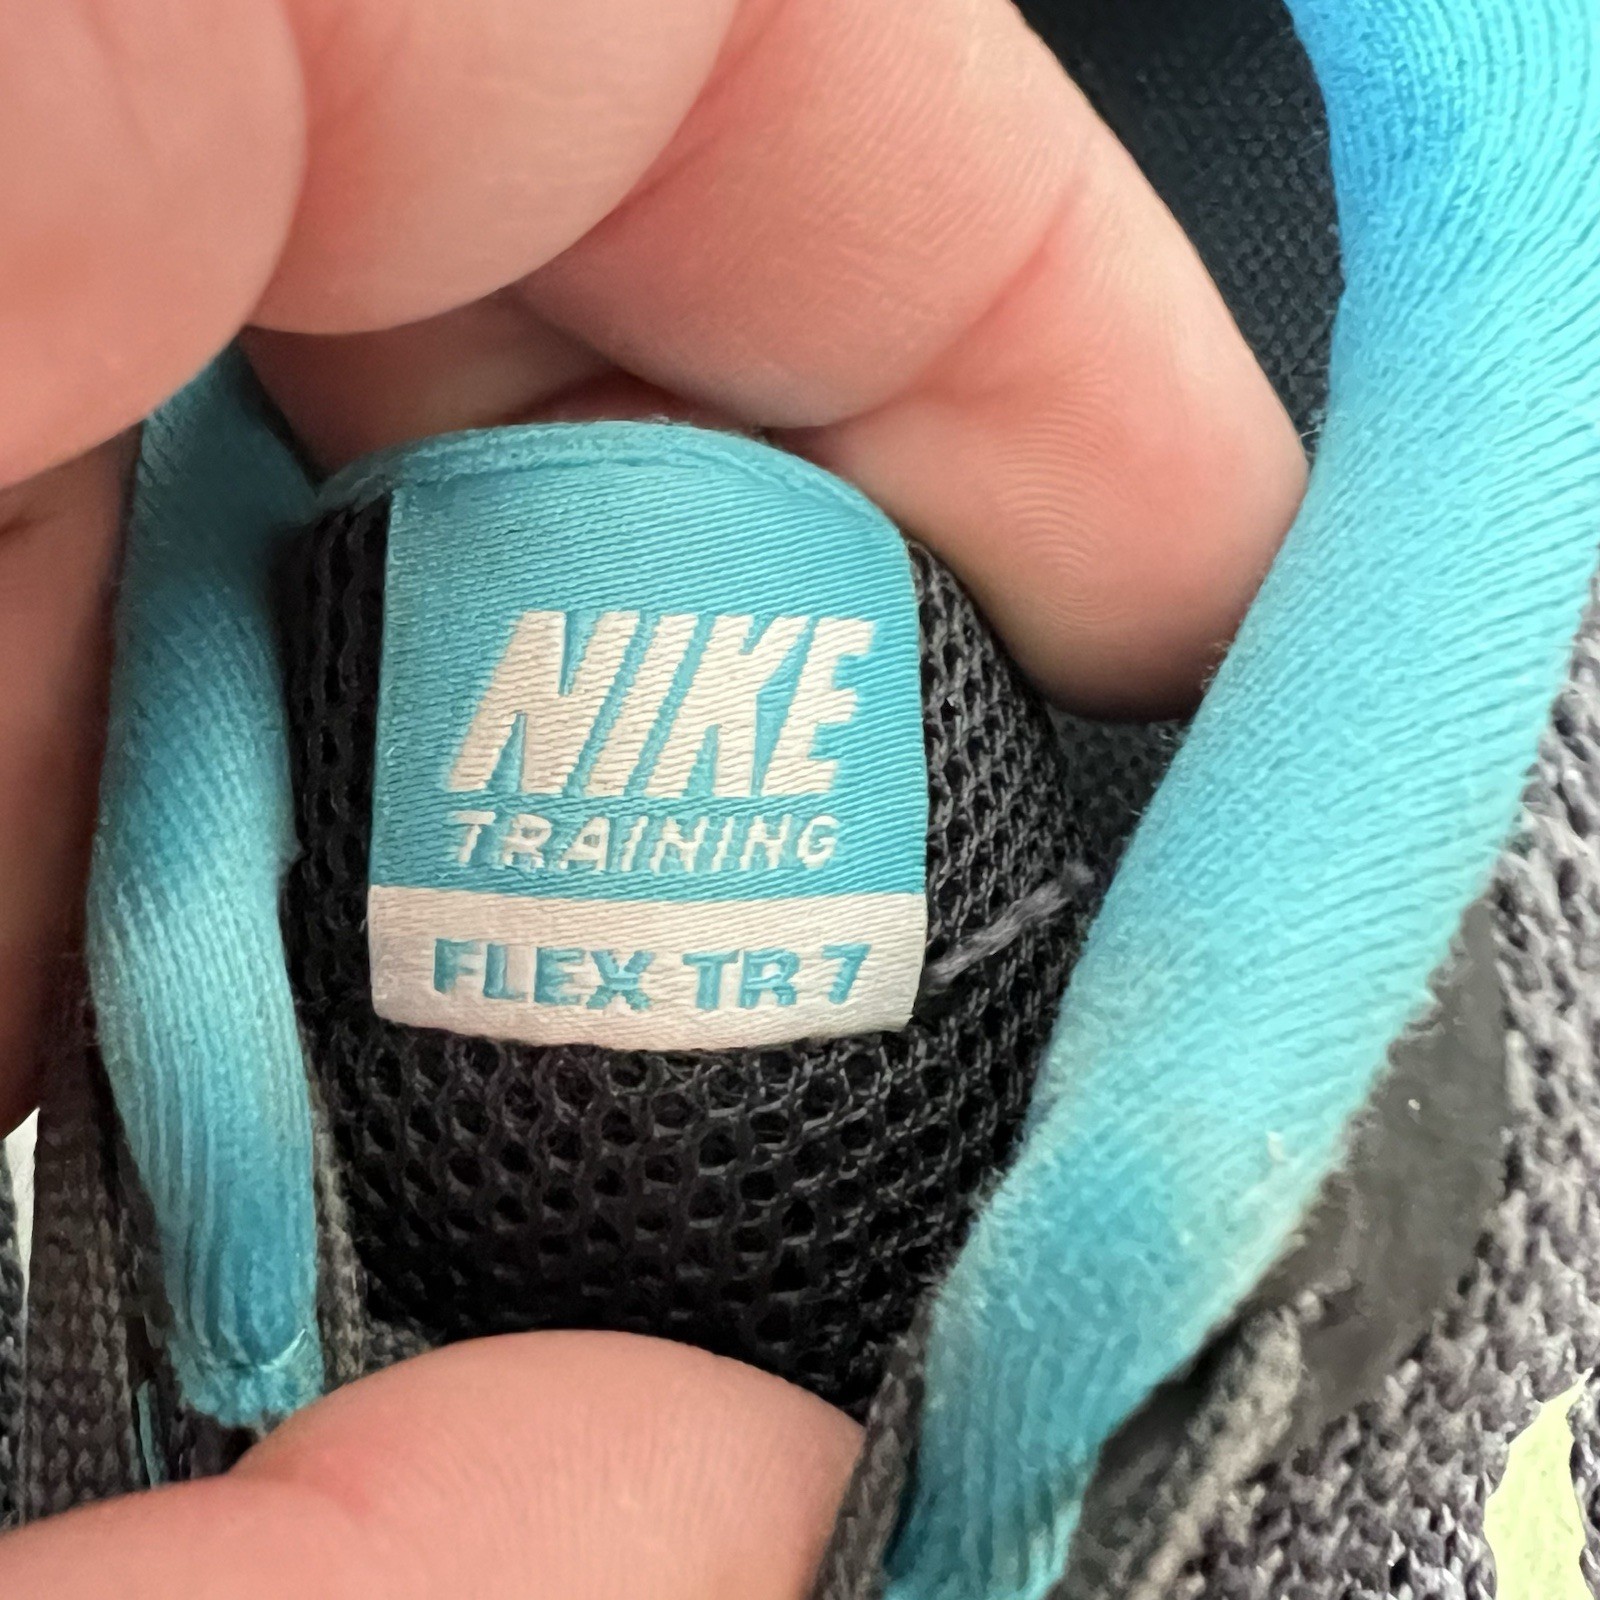 NIKE
TRAINING
FLEX TR 7